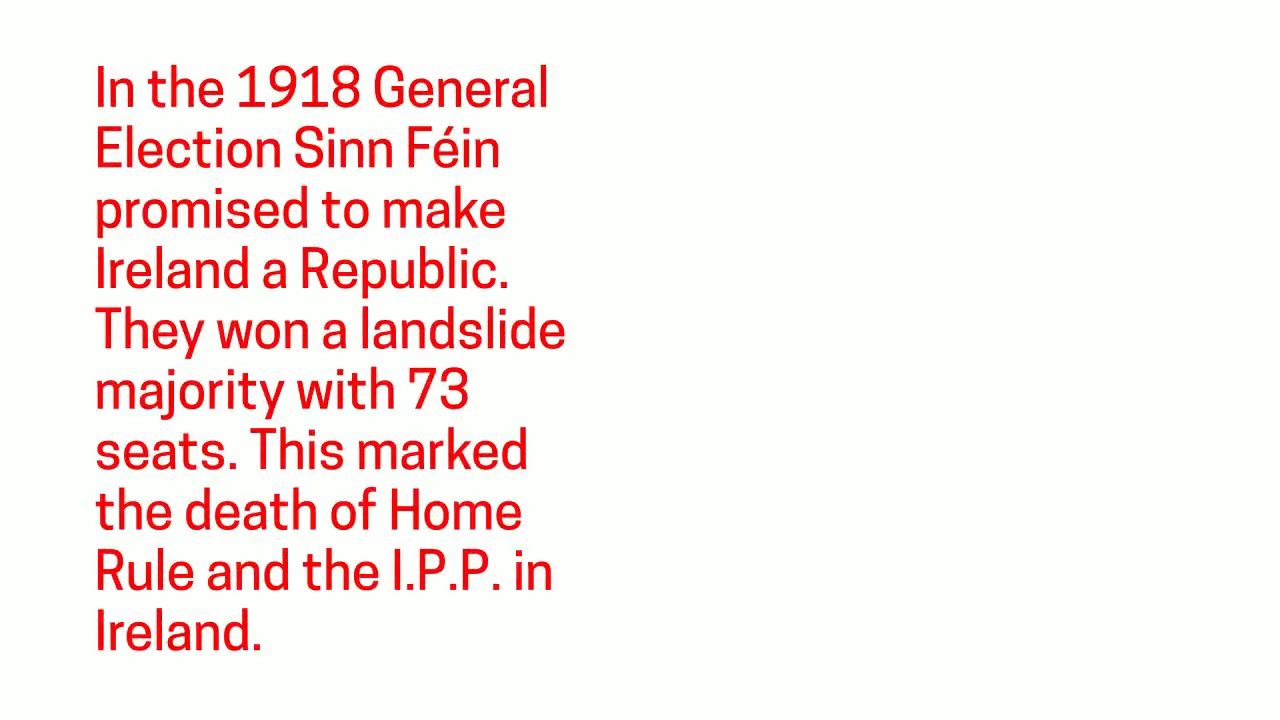 In the 1918 General
Election Sinn Féin
promised to make
Ireland a Republic.
They won a landslide
majority with 73
seats. This marked
the death of Home
Rule and the I.P.P. in
Ireland.